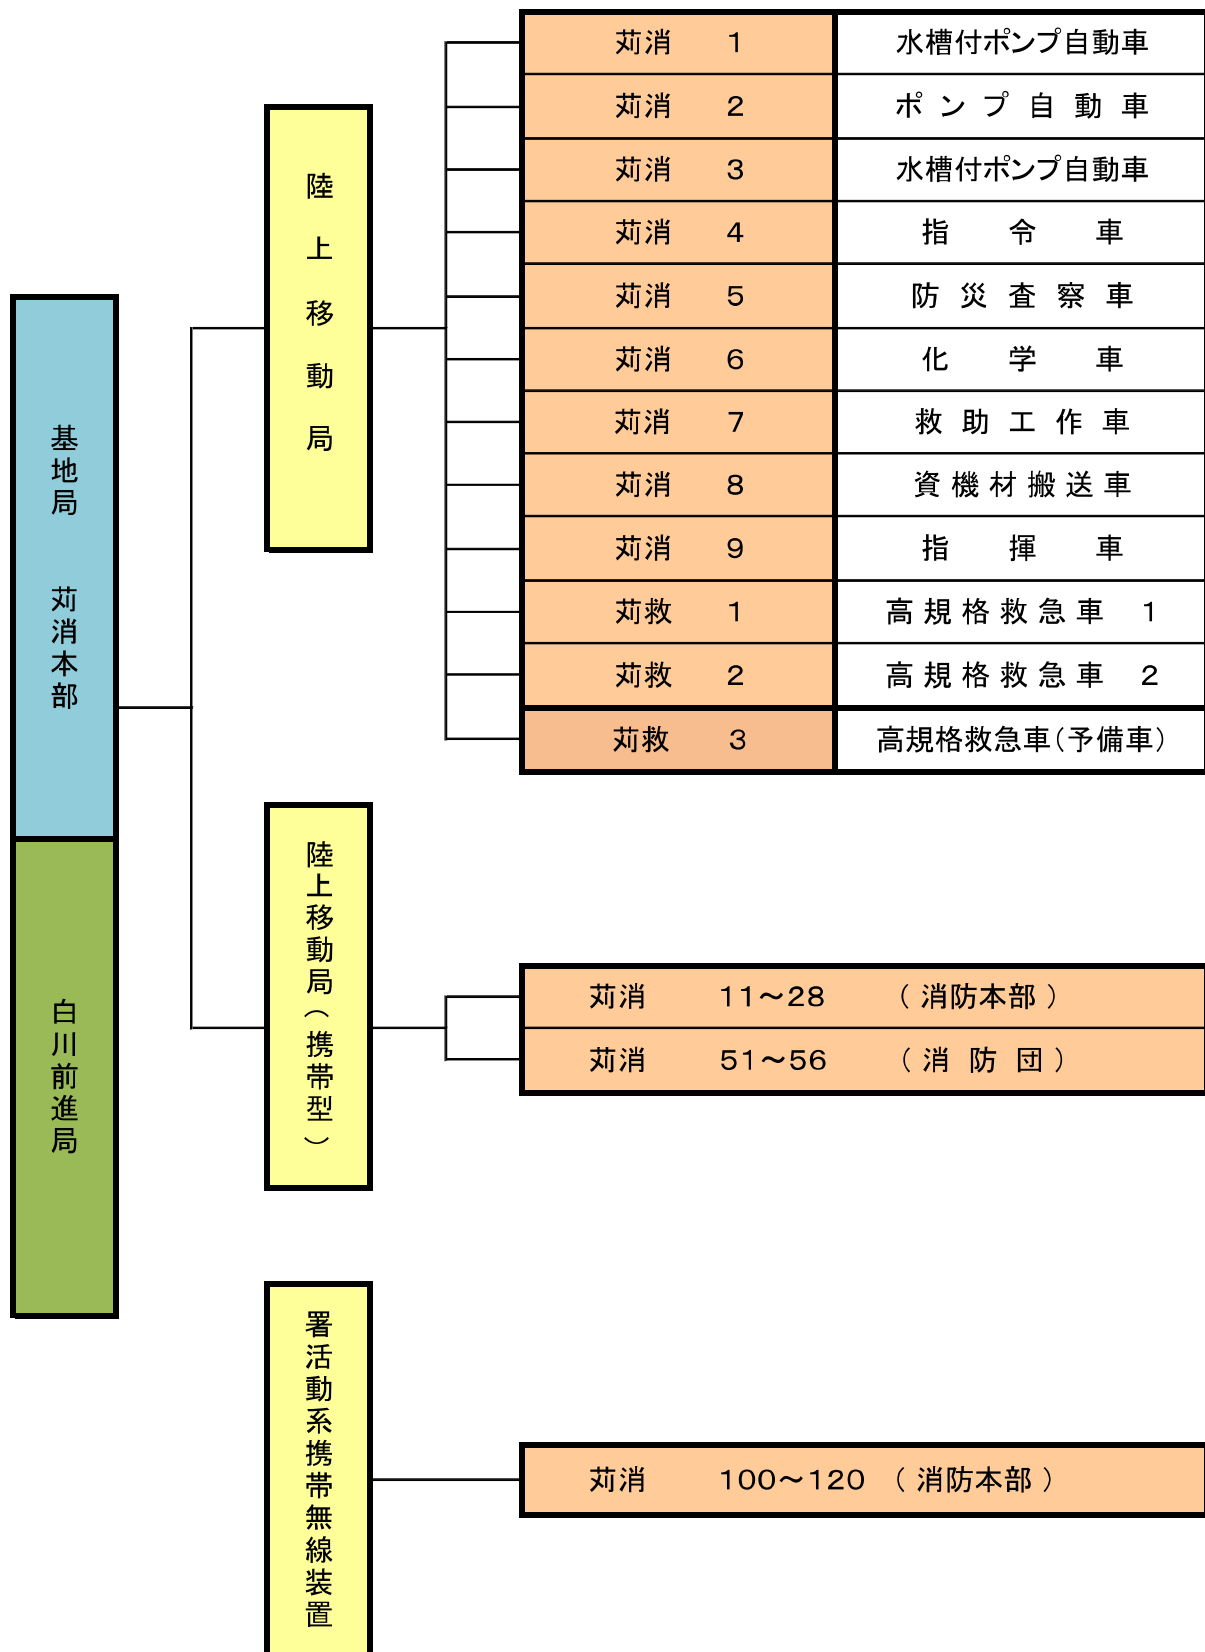 基地局　苅消本部
白川前進局
陸上移動局
苅消　1　水槽付ポンプ自動車
苅消　2　ポンプ自動車
苅消　3　水槽付ポンプ自動車
苅消　4　指令車
苅消　5　防災査察車
苅消　6　化学車
苅消　7　救助工作車
苅消　8　資機材搬送車
苅消　9　指揮車
苅救　1　高規格救急車　1
苅救　2　高規格救急車　2
苅救　3　高規格救急車(予備車)
陸上移動局(携帯型)
苅消　11～28　(消防本部)
苅消　51～56　(消防団)
署活動系携帯無線装置
苅消　100～120　(消防本部)